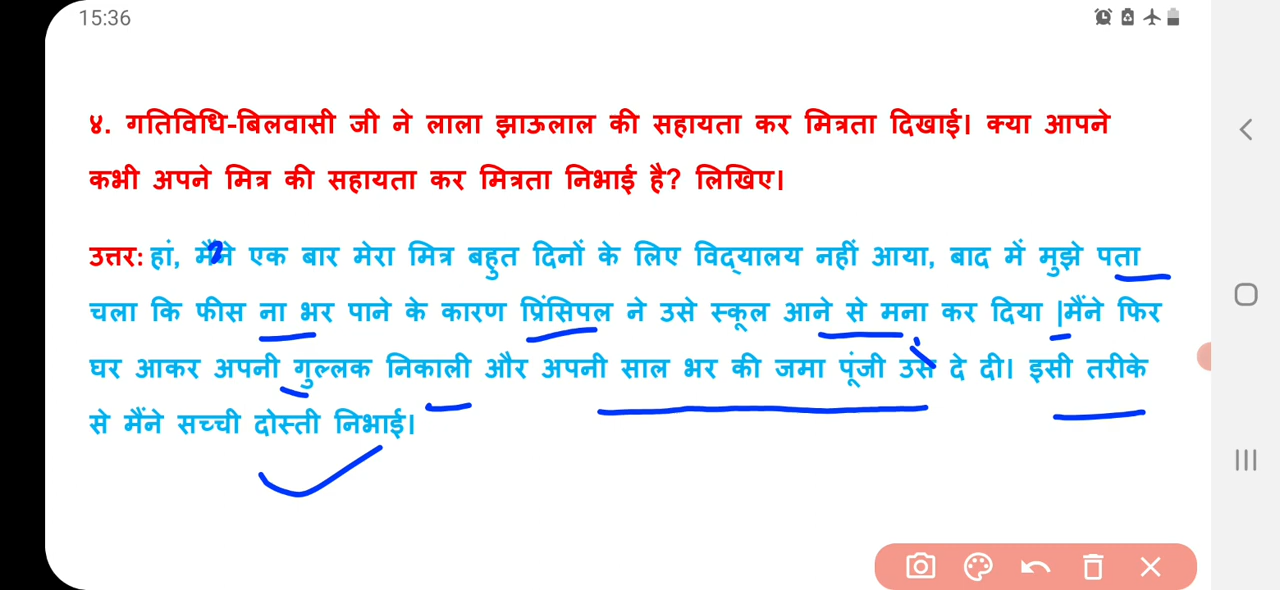 15:36
४. गतिविधि-बिलवासी जी ने लाला झाऊलाल की सहायता कर मित्रता दिखाई। क्या आपने
कभी अपने मित्र की सहायता कर मित्रता निभाई है? लिखिए।
उत्तर: हां, मैंने एक बार मेरा मित्र बहुत दिनों के लिए विद्यालय नहीं आया, बाद में मुझे पता
चला कि फीस ना भर पाने के कारण प्रिंसिपल ने उसे स्कूल आने से मना कर दिया |मैंने फिर
घर आकर अपनी गुल्लक निकाली और अपनी साल भर की जमा पूंजी उसे दे दी। इसी तरीके
से मैंने सच्ची दोस्ती निभाई।